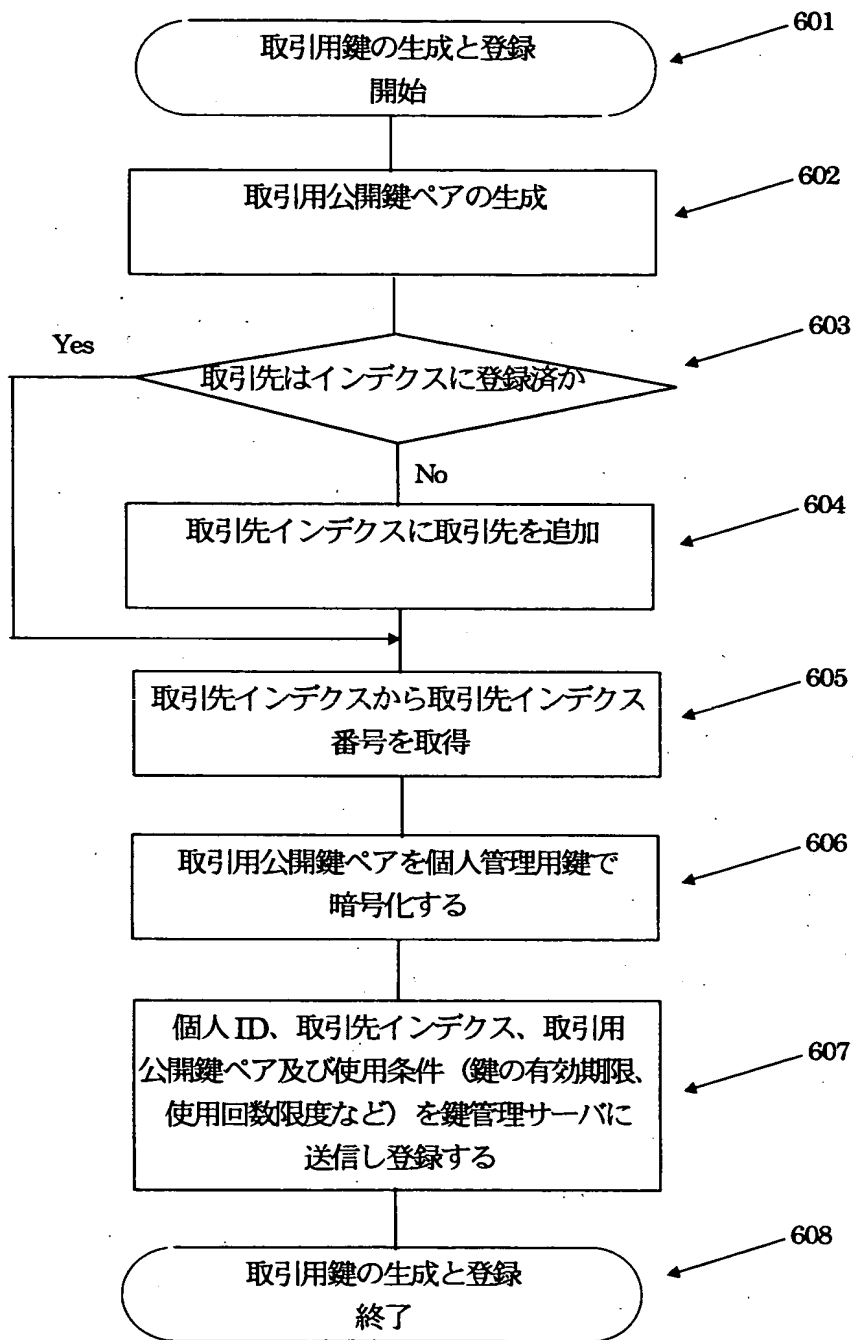 取引用鍵の生成と登録
開始
601
取引用公開鍵ペアの生成
602
取引先はインデクスに登録済か
603
Yes
No
取引先インデクスに取引先を追加
604
取引先インデクスから取引先インデクス
番号を取得
605
取引用公開鍵ペアを個人管理用鍵で
暗号化する
606
個人ID、取引先インデクス、取引用
公開鍵ペア及び使用条件（鍵の有効期限、
使用回数限度など）を鍵管理サーバに
送信し登録する
607
取引用鍵の生成と登録
終了
608